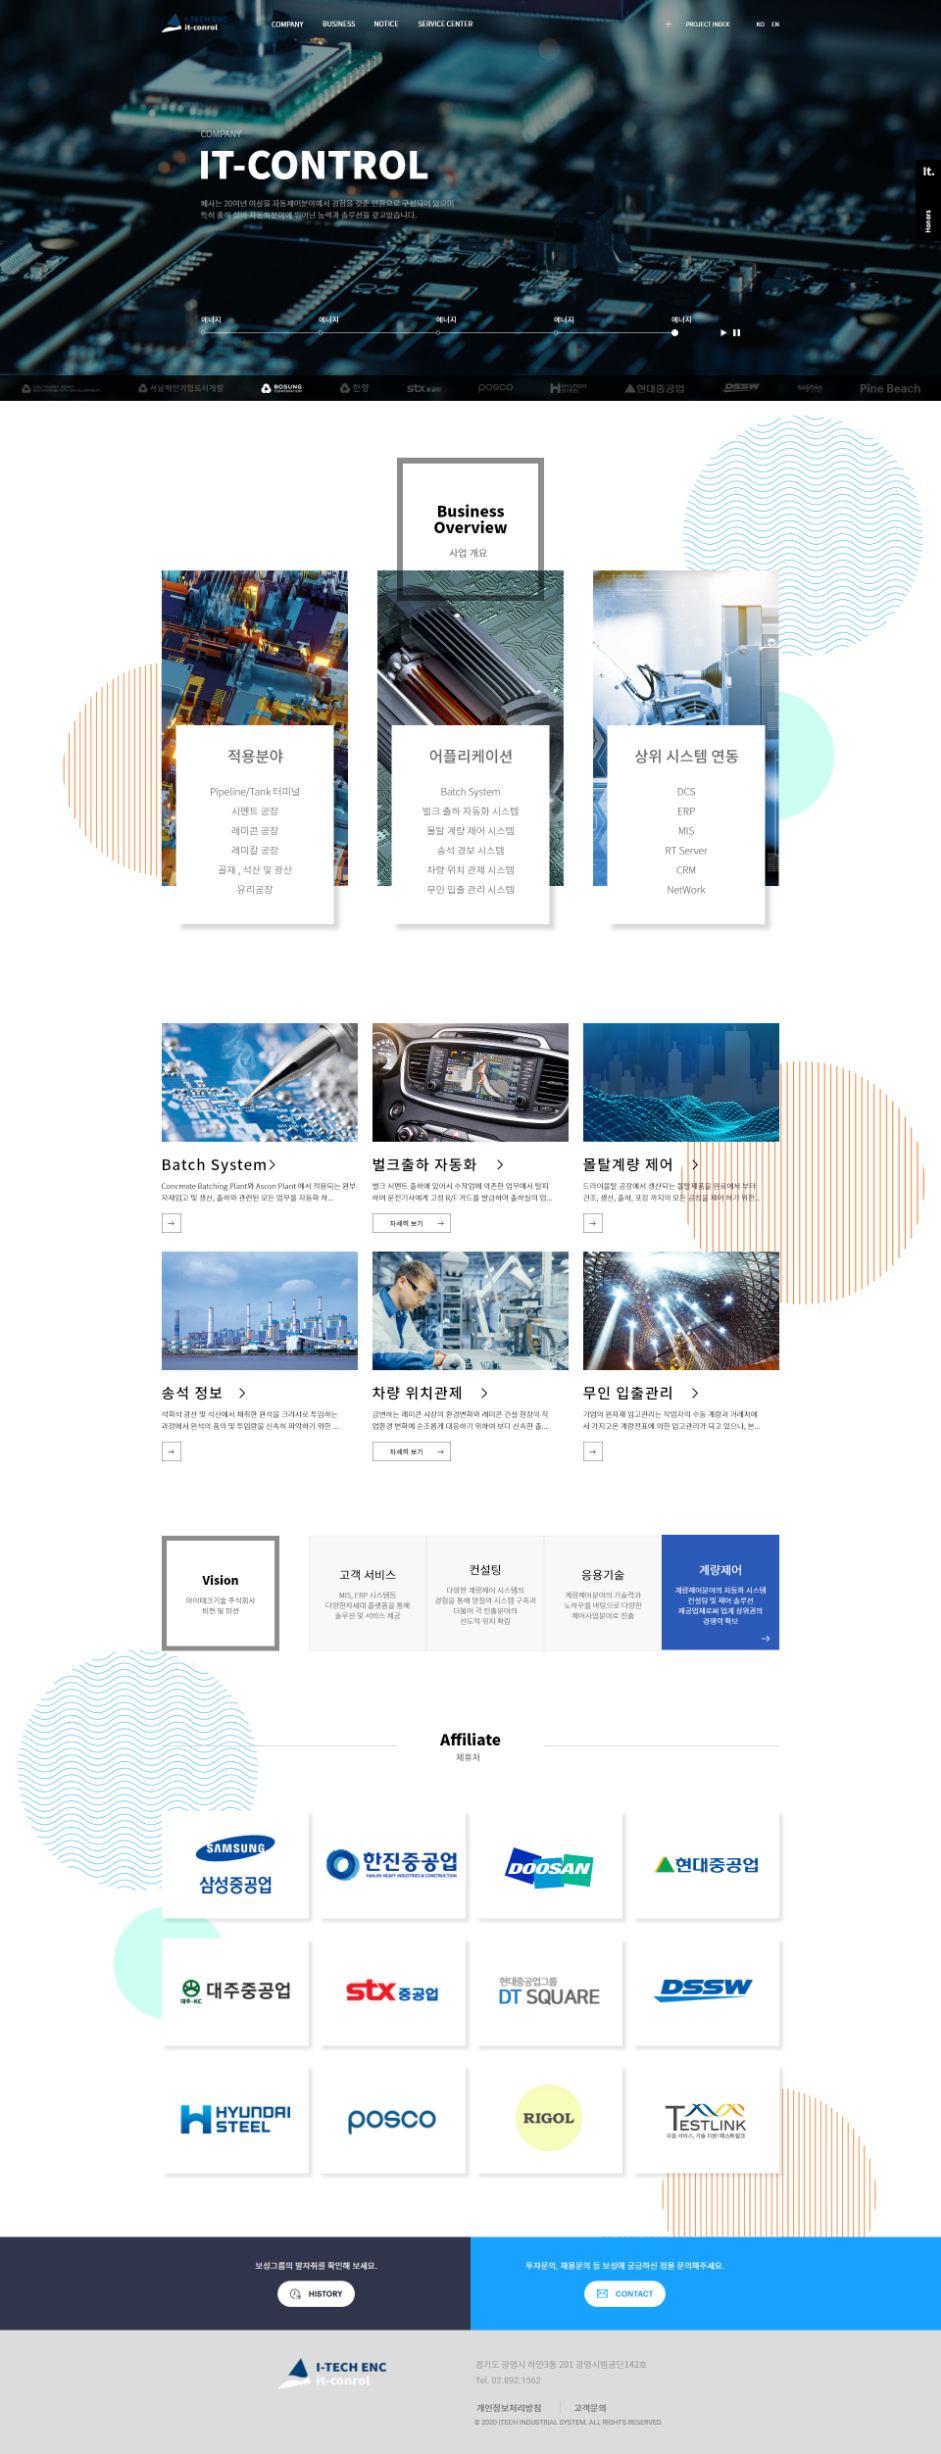 I-TECH ENC
it-conrol
COMPANY BUSINESS NOTICE SERVICE CENTER
PROJECT INDEX KO EN
COMPANY
IT-CONTROL
폐사는 20여년 이상을 자동제어분야에서 경험을 갖춘 인원으로 구성되어 있으며
특히 출하 설비 자동화분야에 뛰어난 능력과 솔루션을 갖고있습니다.
It.
Honors
에너지 에너지 에너지 에너지 에너지
서남해안기업도시개발 BOSUNG CORPORATION 한양 stx 중공업 posco HYUNDAI STEEL 현대중공업 DSSW Pine Beach
Business
Overview
사업 개요
적용분야
Pipeline/Tank 터미널
시멘트 공장
레미콘 공장
레미칼 공장
골재 , 석산 및 광산
유리공장
어플리케이션
Batch System
벌크 출하 자동화 시스템
몰탈 계량 제어 시스템
송석 경보 시스템
차량 위치 관제 시스템
무인 입출 관리 시스템
상위 시스템 연동
DCS
ERP
MIS
RT Server
CRM
NetWork
Batch System
Concreate Batching Plant와 Ascon Plant 에서 적용되는 원부
자재입고 및 생산, 출하와 관련된 모든 업무를 자동화 해...
벌크출하 자동화
벌크 시멘트 출하에 있어서 수작업에 의존한 업무에서 탈피
하여 운전기사에게 고정 R/F 카드를 발급하여 출하실의 업...
자세히 보기
몰탈계량 제어
드라이몰탈 공장에서 생산되는 몰탈제품을 원료에서 부터
건조, 생산, 출하, 포장 까지의 모든 공정을 제어 하기 위한...
송석 정보
석회석 광산 및 석산에서 채취한 원석을 크라샤로 투입하는
과정에서 원석의 품위 및 투입량을 신속히 파악하기 위한 ...
차량 위치관제
급변하는 레미콘 시장의 환경변화와 레미콘 건설 현장의 작
업환경 변화에 순조롭게 대응하기 위하여 보다 신속한 출...
자세히 보기
무인 입출관리
기업의 원자재 입고관리는 작업자의 수동 계량과 거래처에
서 가지고온 계량전표에 의한 입고관리가 되고 있으나, 본...
Vision
아이테크기술 주식회사
비전 및 미션
고객 서비스
MIS, ERP 시스템등
다양한차세대 플랫폼을 통해
솔루션 및 서비스 제공
컨설팅
다양한 계량제어 시스템의
경험을 통해 양질의 시스템 구축과
더불어 각 진출분야의
선도적 위치 확립
응용기술
계량제어분야의 기술력과
노하우를 바탕으로 다양한
제어사업분야로 진출
계량제어
계량제어분야의 자동화 시스템
컨설팅 및 제어 솔루션
제공업체로써 업계 상위권의
경쟁력 확보
Affiliate
제휴처
SAMSUNG
삼성중공업
한진중공업
HANJIN HEAVY INDUSTRIES & CONSTRUCTION
DOOSAN
현대중공업
대주·KC
대주중공업
stx 중공업
현대중공업그룹
DT SQUARE
DSSW
HYUNDAI
STEEL
posco
RIGOL
TESTLINK
보성그룹의 발자취를 확인해 보세요.
HISTORY
투자문의, 채용문의 등 보성에 궁금하신 점을 문의해주세요.
CONTACT
I-TECH ENC
it-conrol
경기도 광명시 하안3동 201 광명시범공단142호
Tel. 02.892.1562
개인정보처리방침 고객문의
© 2020 ITECH INDUSTRIAL SYSTEM. ALL RIGHTS RESERVED.